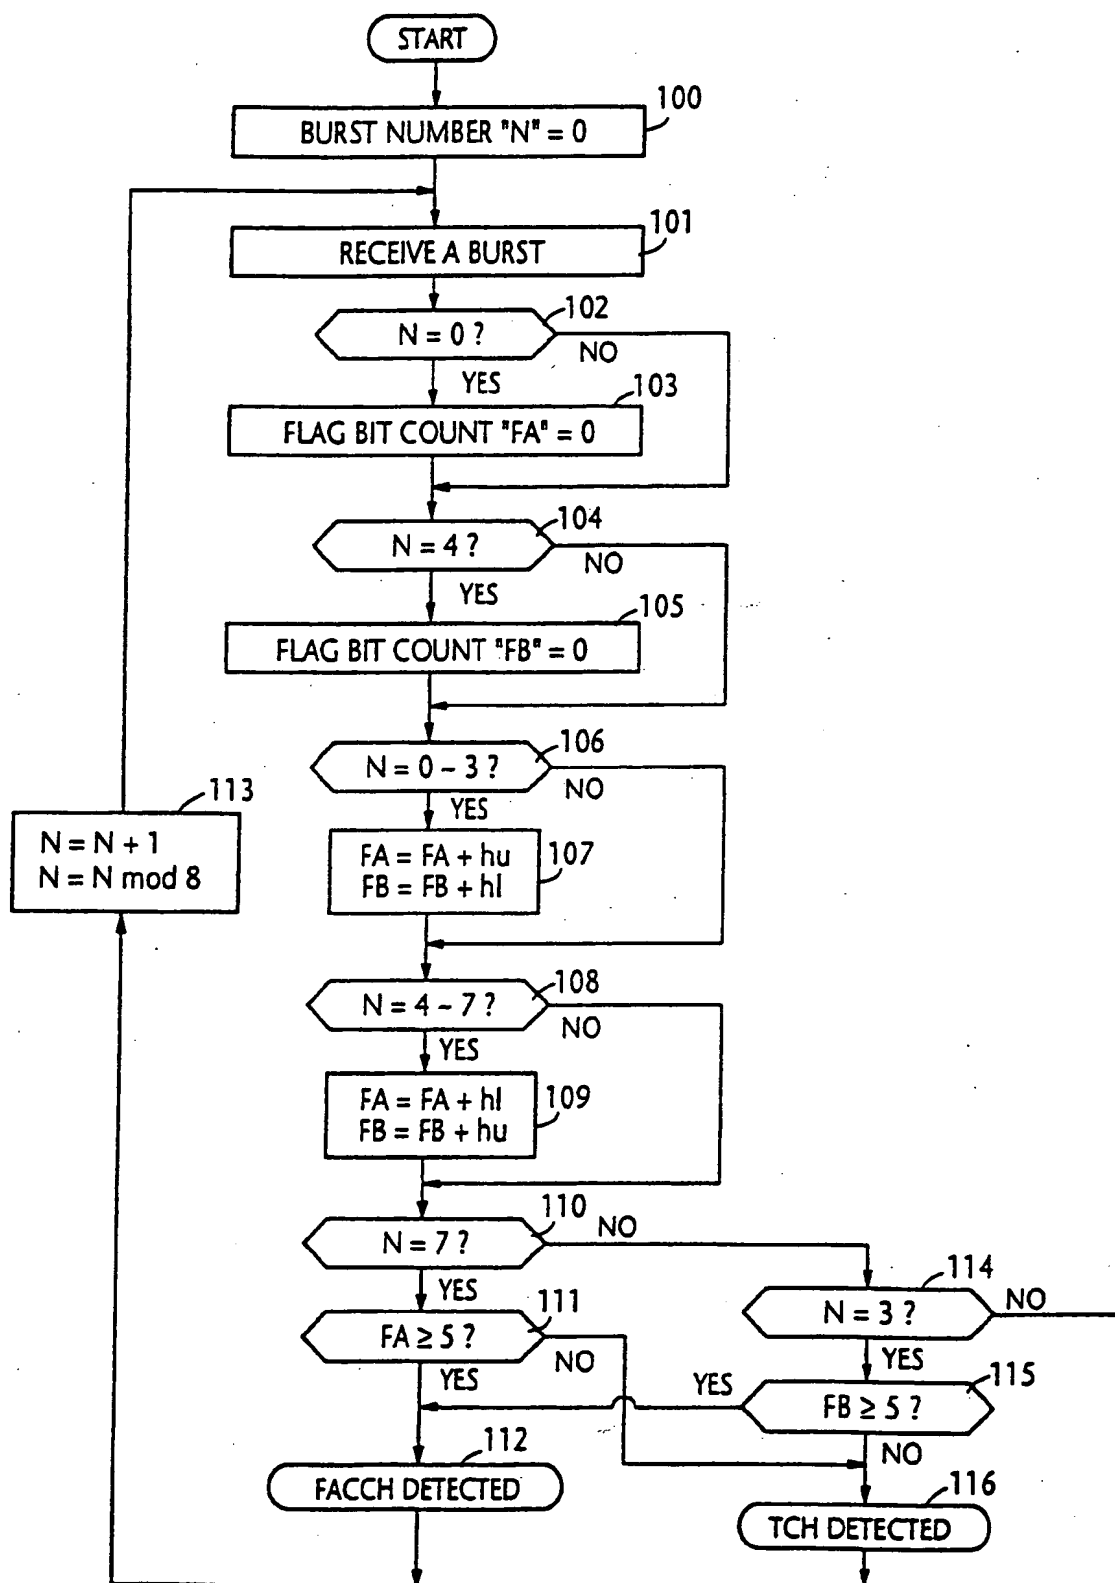 START
100
BURST NUMBER "N" = 0
101
RECEIVE A BURST
102
N = 0 ?
NO
YES
103
FLAG BIT COUNT "FA" = 0
104
N = 4 ?
NO
YES
105
FLAG BIT COUNT "FB" = 0
106
N = 0 ~ 3 ?
NO
YES
113
N = N + 1
N = N mod 8
107
FA = FA + hu
FB = FB + hl
108
N = 4 ~ 7 ?
NO
YES
109
FA = FA + hl
FB = FB + hu
110
N = 7 ?
NO
YES
114
N = 3 ?
NO
YES
111
FA ≥ 5 ?
NO
YES
115
FB ≥ 5 ?
YES
NO
112
FACCH DETECTED
116
TCH DETECTED